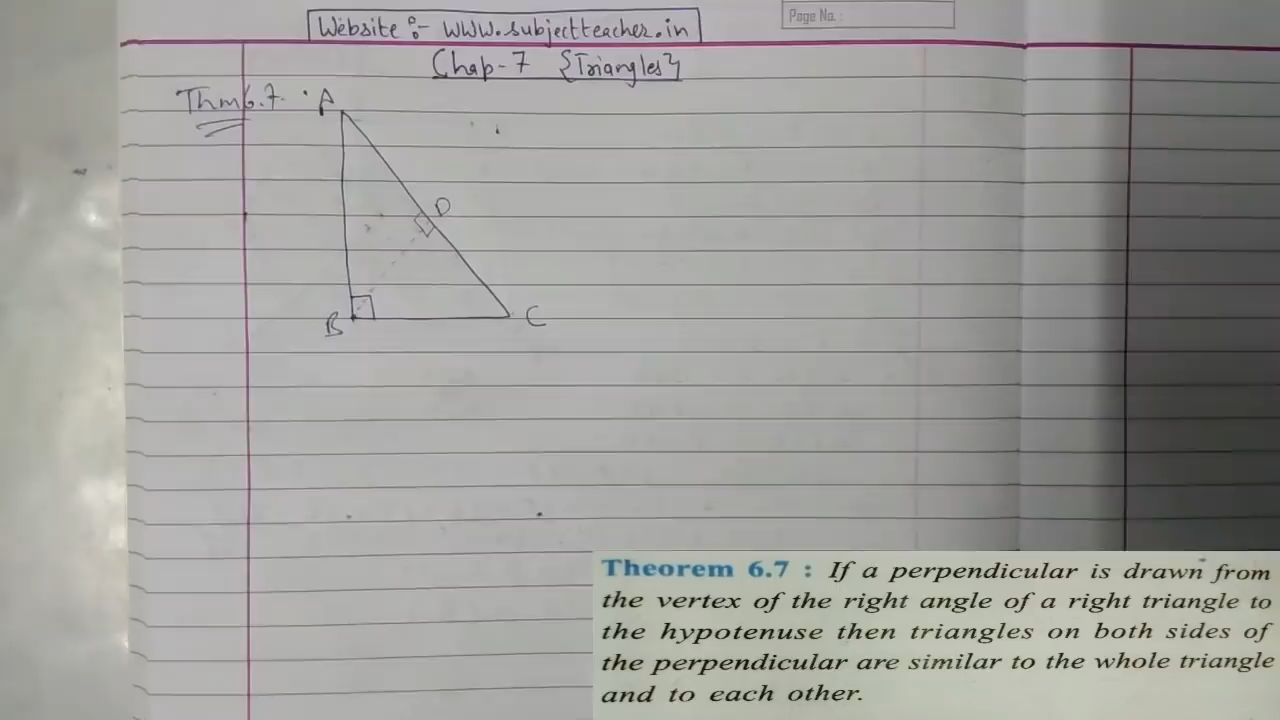 Page No. :
Website :- WWW.subjectteacher.in
Chap-7 {Triangles}
Thm 6.7.
A
D
B
C
Theorem 6.7 : If a perpendicular is drawn from
the vertex of the right angle of a right triangle to
the hypotenuse then triangles on both sides of
the perpendicular are similar to the whole triangle
and to each other.